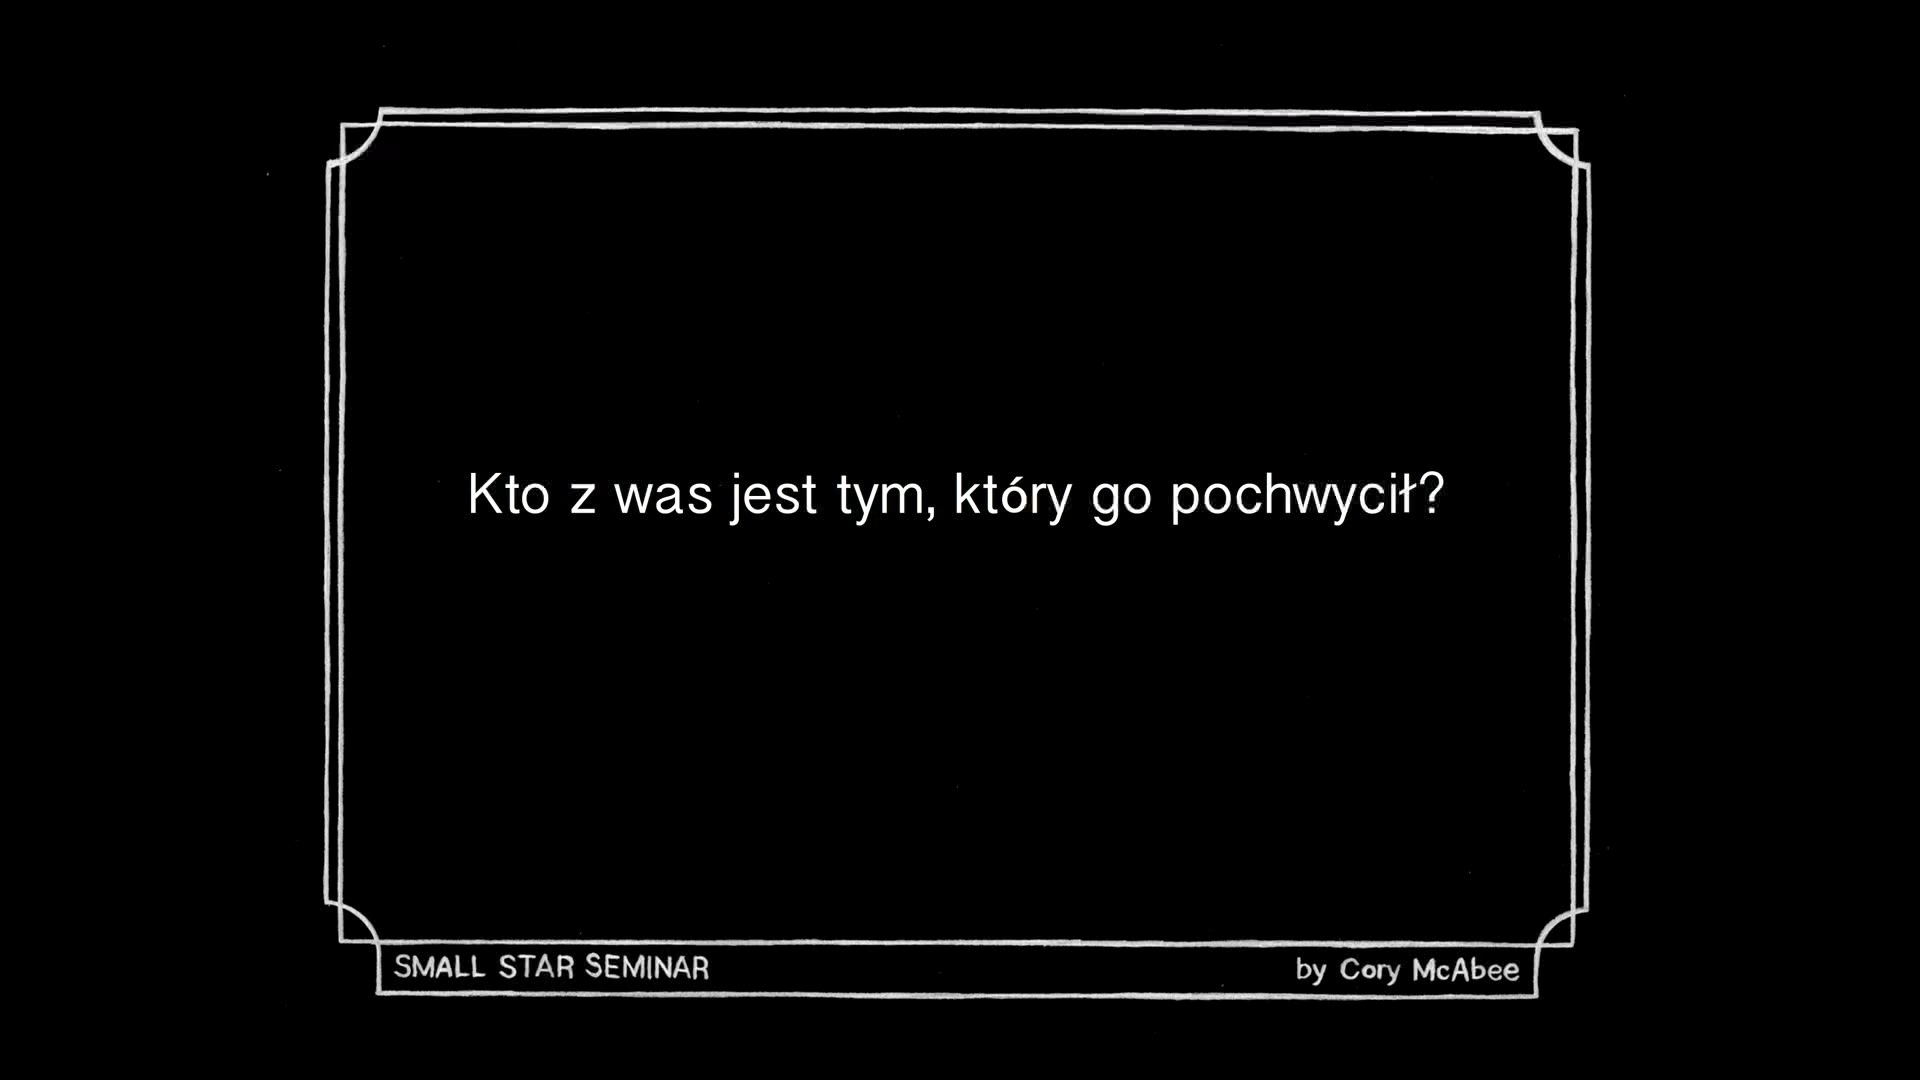 Kto z was jest tym, który go pochwycił?
SMALL STAR SEMINAR
by Cory McAbee